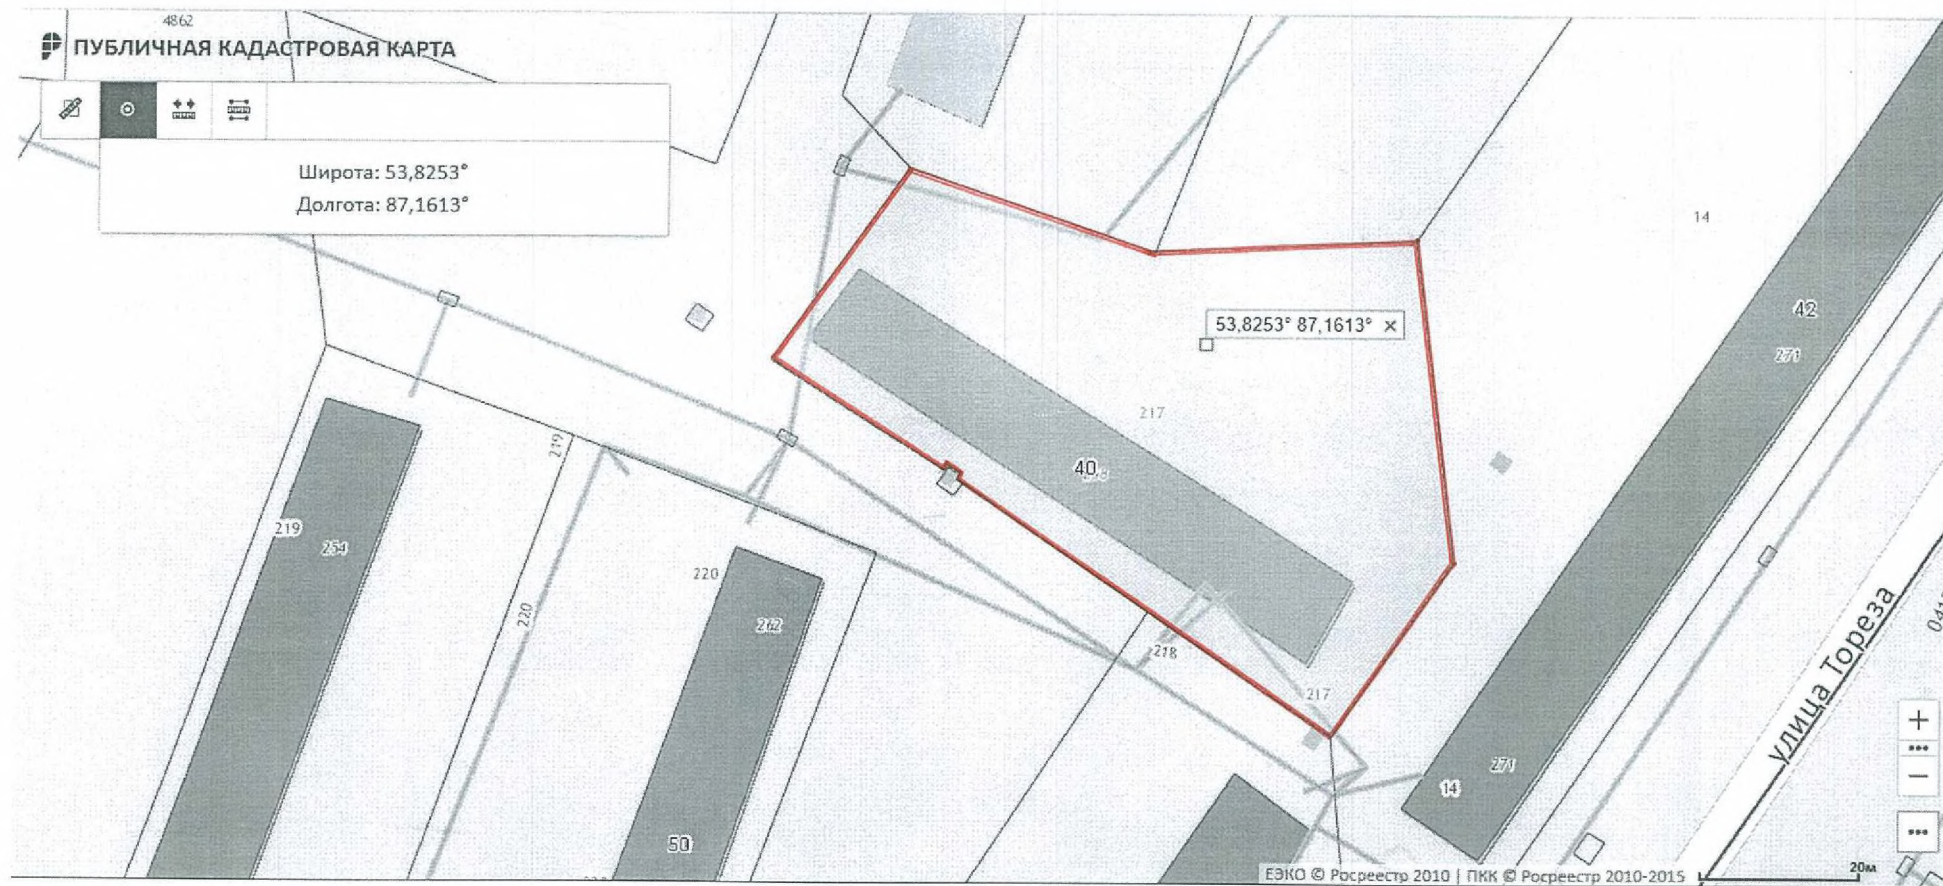 4862
ПУБЛИЧНАЯ КАДАСТРОВАЯ КАРТА
Широта: 53,8253°
Долгота: 87,1613°
14
53,8253° 87,1613° ×
42
271
217
40
219
219
254
220
262
220
218
217
улица Тореза
271
14
50
20м
ЕЭКО © Росреестр 2010 | ПКК © Росреестр 2010-2015